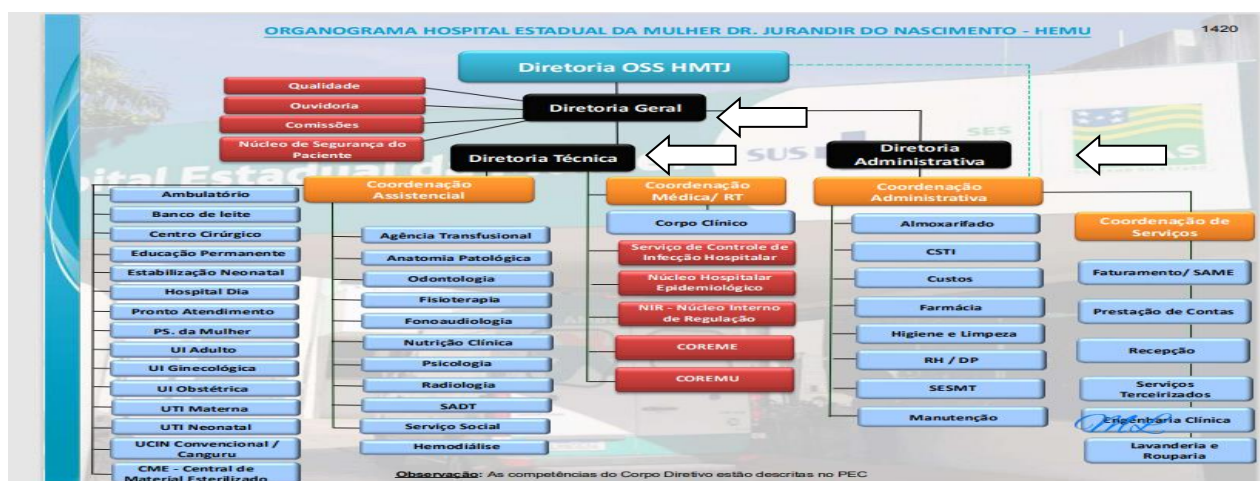 ORGANOGRAMA HOSPITAL ESTADUAL DA MULHER DR. JURANDIR DO NASCIMENTO - HEMU
1420
Diretoria OSS HMTJ
Qualidade
Ouvidoria
Comissões
Núcleo de Segurança do
Paciente
Diretoria Geral
Diretoria Técnica
Diretoria
Administrativa
SUS
SES
Coordenação
Assistencial
Coordenação
Médica/ RT
Coordenação
Administrativa
Coordenação de
Serviços
Ambulatório
Banco de leite
Centro Cirúrgico
Educação Permanente
Estabilização Neonatal
Hospital Dia
Pronto Atendimento
PS. da Mulher
UI Adulto
UI Ginecológica
UI Obstétrica
UTI Materna
UTI Neonatal
UCIN Convencional /
Canguru
CME - Central de
Material Esterilizado
Agência Transfusional
Anatomia Patológica
Odontologia
Fisioterapia
Fonoaudiologia
Nutrição Clínica
Psicologia
Radiologia
SADT
Serviço Social
Hemodiálise
Corpo Clínico
Serviço de Controle de
Infecção Hospitalar
Núcleo Hospitalar
Epidemiológico
NIR - Núcleo Interno
de Regulação
COREME
COREMU
Almoxarifado
CSTI
Custos
Farmácia
Higiene e Limpeza
RH / DP
SESMT
Manutenção
Faturamento/ SAME
Prestação de Contas
Recepção
Serviços
Terceirizados
Engenharia Clínica
Lavanderia e
Rouparia
Observação: As competências do Corpo Diretivo estão descritas no PEC